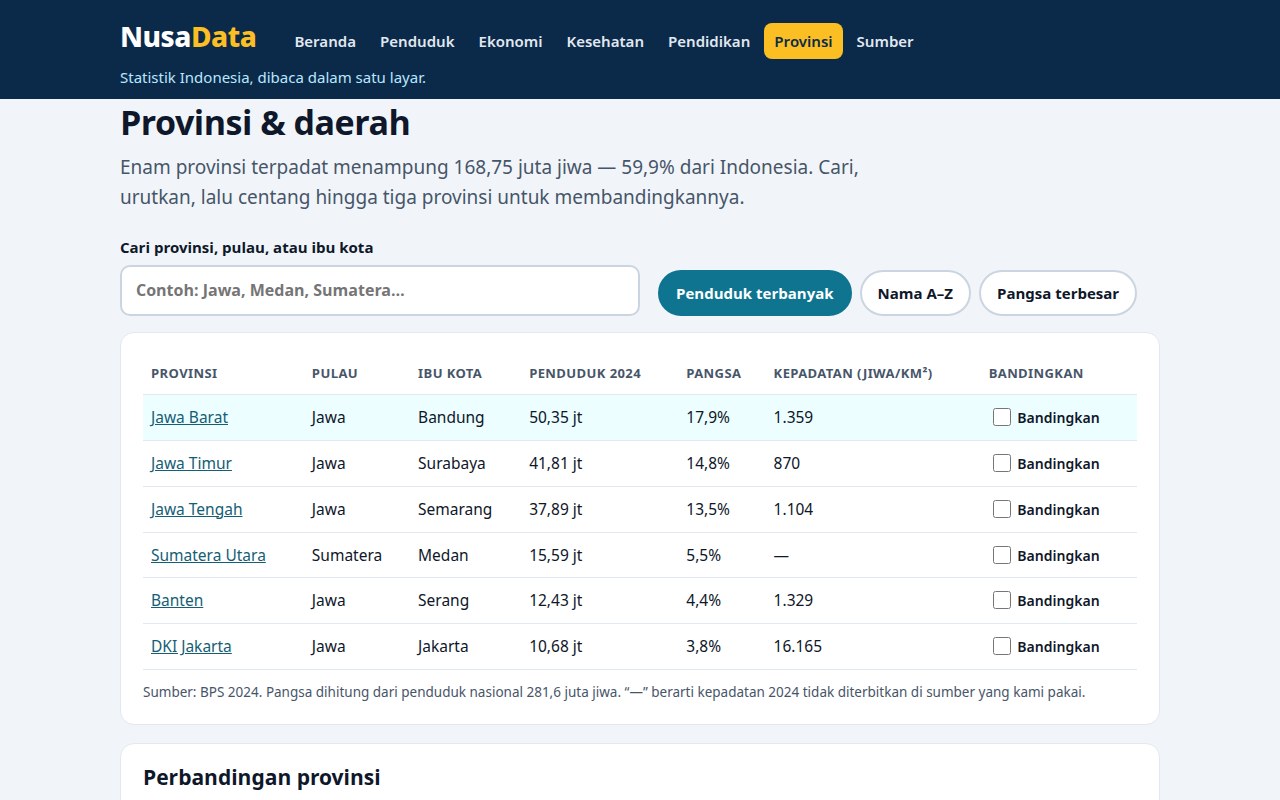 NusaData
Beranda Penduduk Ekonomi Kesehatan Pendidikan Provinsi Sumber
Statistik Indonesia, dibaca dalam satu layar.
Provinsi & daerah
Enam provinsi terpadat menampung 168,75 juta jiwa — 59,9% dari Indonesia. Cari,
urutkan, lalu centang hingga tiga provinsi untuk membandingkannya.
Cari provinsi, pulau, atau ibu kota
Contoh: Jawa, Medan, Sumatera... Penduduk terbanyak Nama A–Z Pangsa terbesar
PROVINSI PULAU IBU KOTA PENDUDUK 2024 PANGSA KEPADATAN (JIWA/KM²) BANDINGKAN
Jawa Barat Jawa Bandung 50,35 jt 17,9% 1.359 Bandingkan
Jawa Timur Jawa Surabaya 41,81 jt 14,8% 870 Bandingkan
Jawa Tengah Jawa Semarang 37,89 jt 13,5% 1.104 Bandingkan
Sumatera Utara Sumatera Medan 15,59 jt 5,5% — Bandingkan
Banten Jawa Serang 12,43 jt 4,4% 1.329 Bandingkan
DKI Jakarta Jawa Jakarta 10,68 jt 3,8% 16.165 Bandingkan
Sumber: BPS 2024. Pangsa dihitung dari penduduk nasional 281,6 juta jiwa. “—” berarti kepadatan 2024 tidak diterbitkan di sumber yang kami pakai.
Perbandingan provinsi